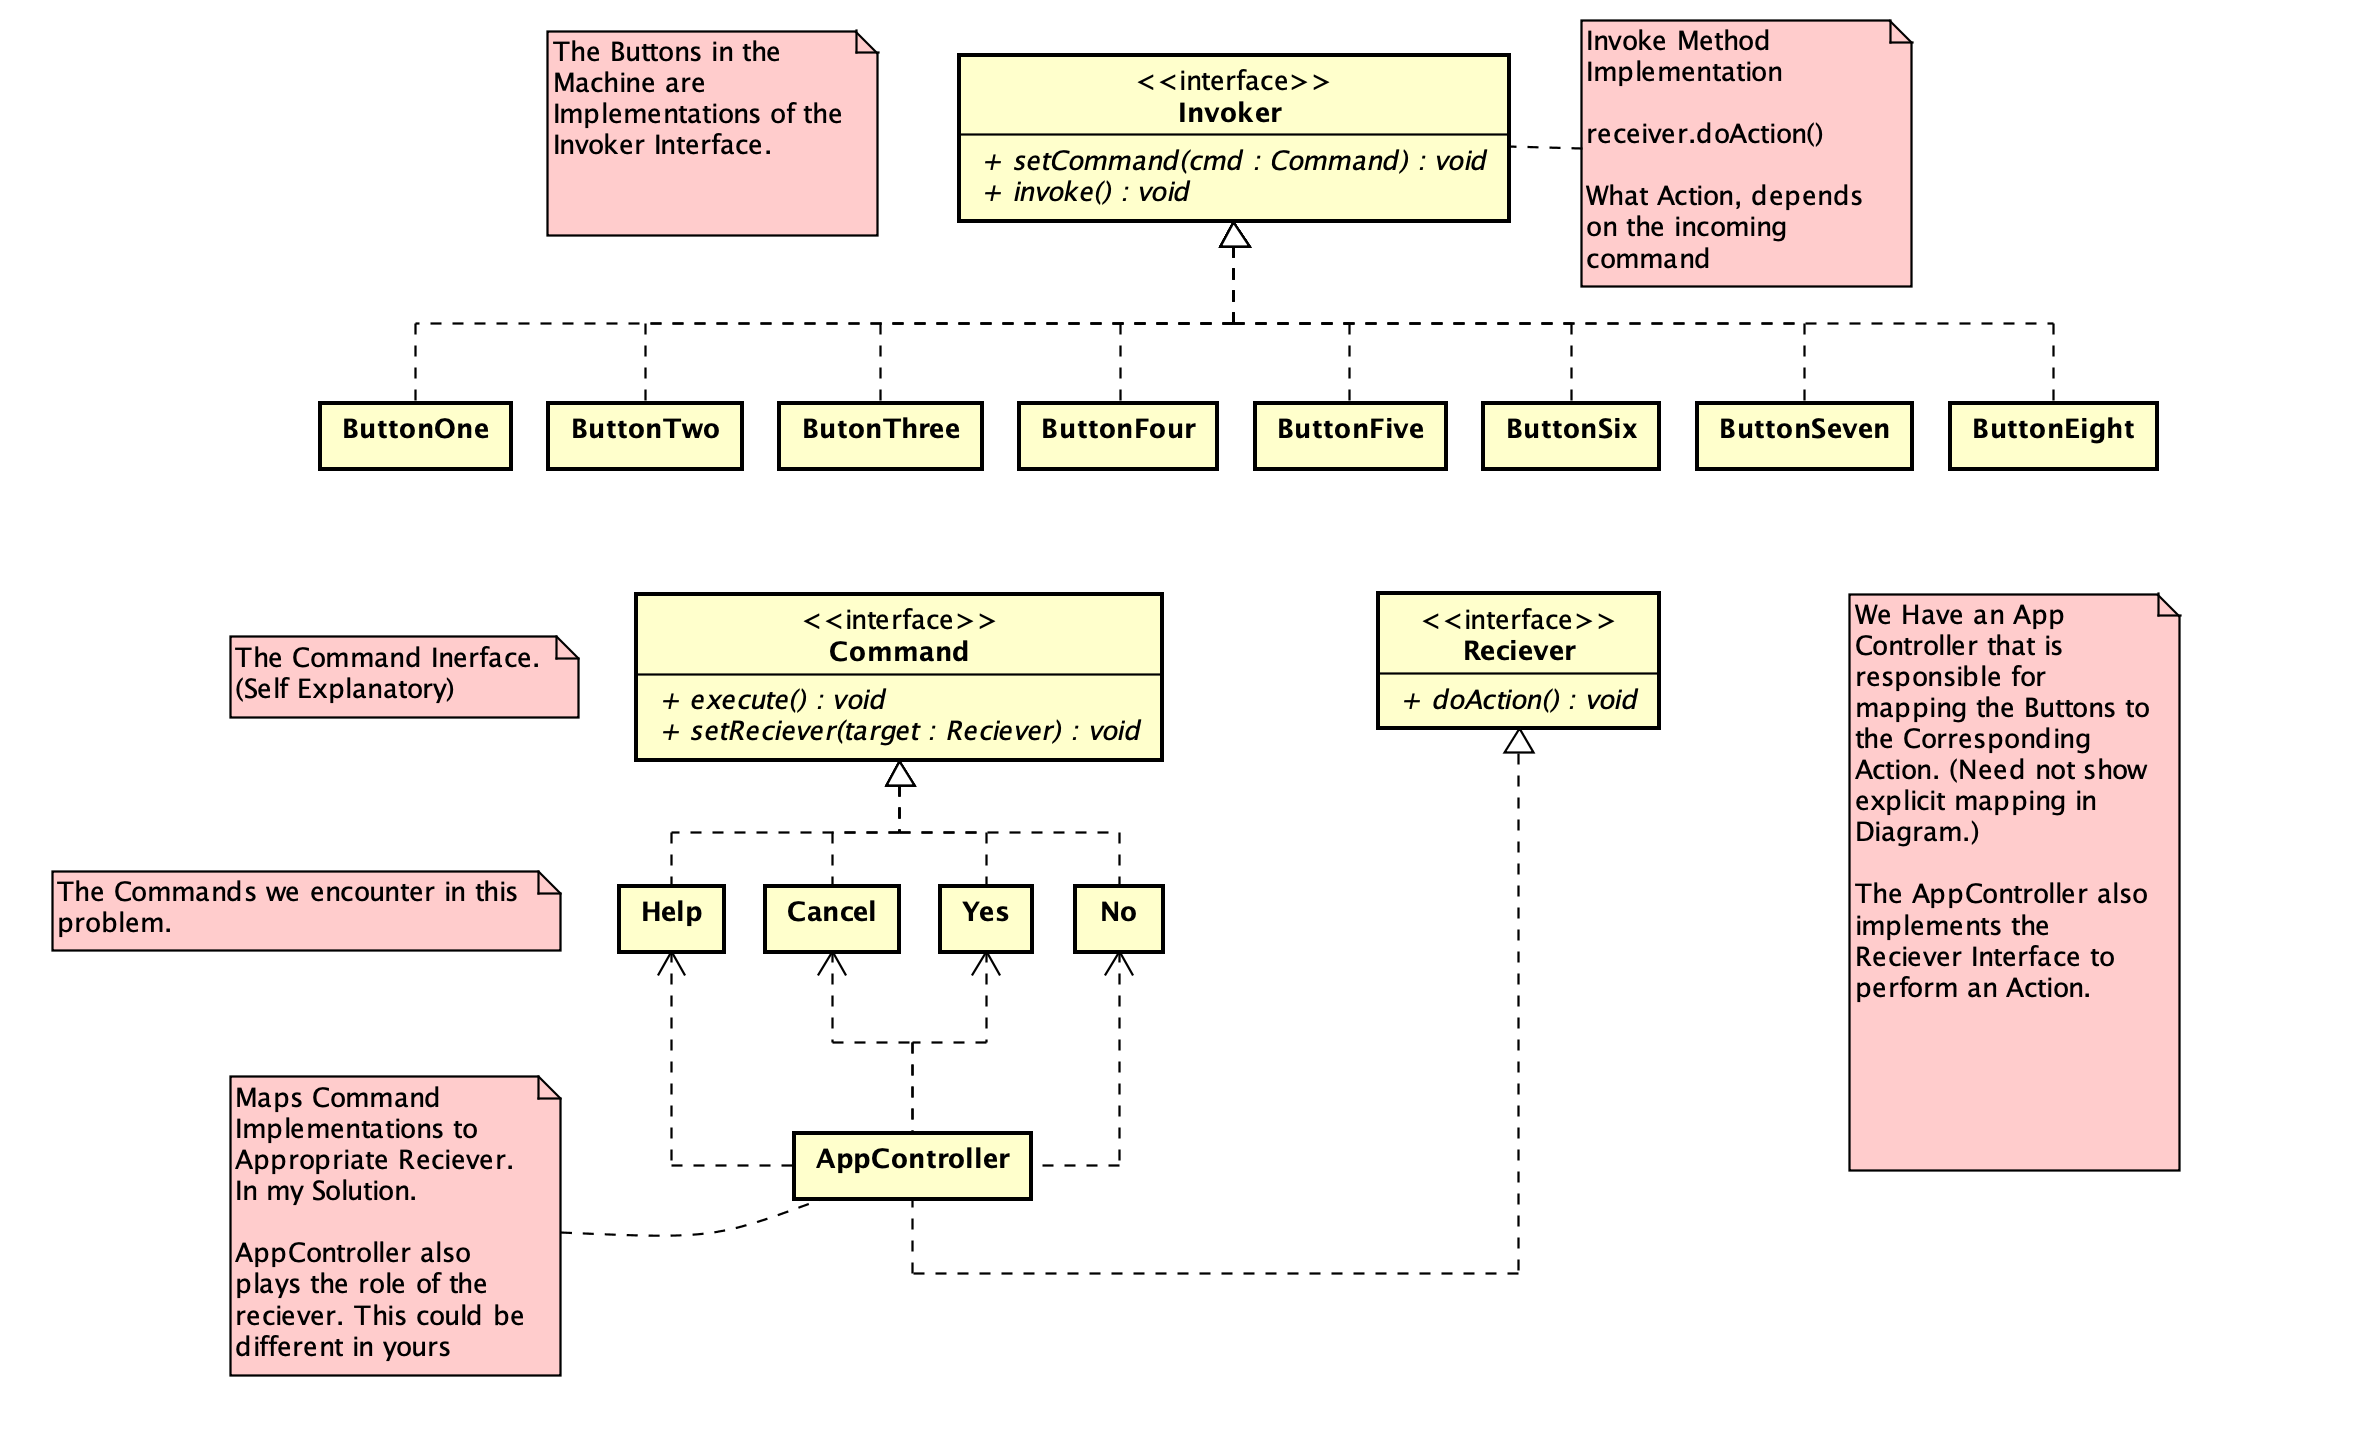 The Buttons in the
Machine are
Implementations of the
Invoker Interface.
<<interface>>
Invoker
+ setCommand(cmd : Command) : void
+ invoke() : void
Invoke Method
Implementation
receiver.doAction()
What Action, depends
on the incoming
command
ButtonOne
ButtonTwo
ButonThree
ButtonFour
ButtonFive
ButtonSix
ButtonSeven
ButtonEight
The Command Inerface.
(Self Explanatory)
<<interface>>
Command
+ execute() : void
+ setReciever(target : Reciever) : void
<<interface>>
Reciever
+ doAction() : void
We Have an App
Controller that is
responsible for
mapping the Buttons to
the Corresponding
Action. (Need not show
explicit mapping in
Diagram.)
The AppController also
implements the
Reciever Interface to
perform an Action.
The Commands we encounter in this
problem.
Help
Cancel
Yes
No
Maps Command
Implementations to
Appropriate Reciever.
In my Solution.
AppController also
plays the role of the
reciever. This could be
different in yours
AppController